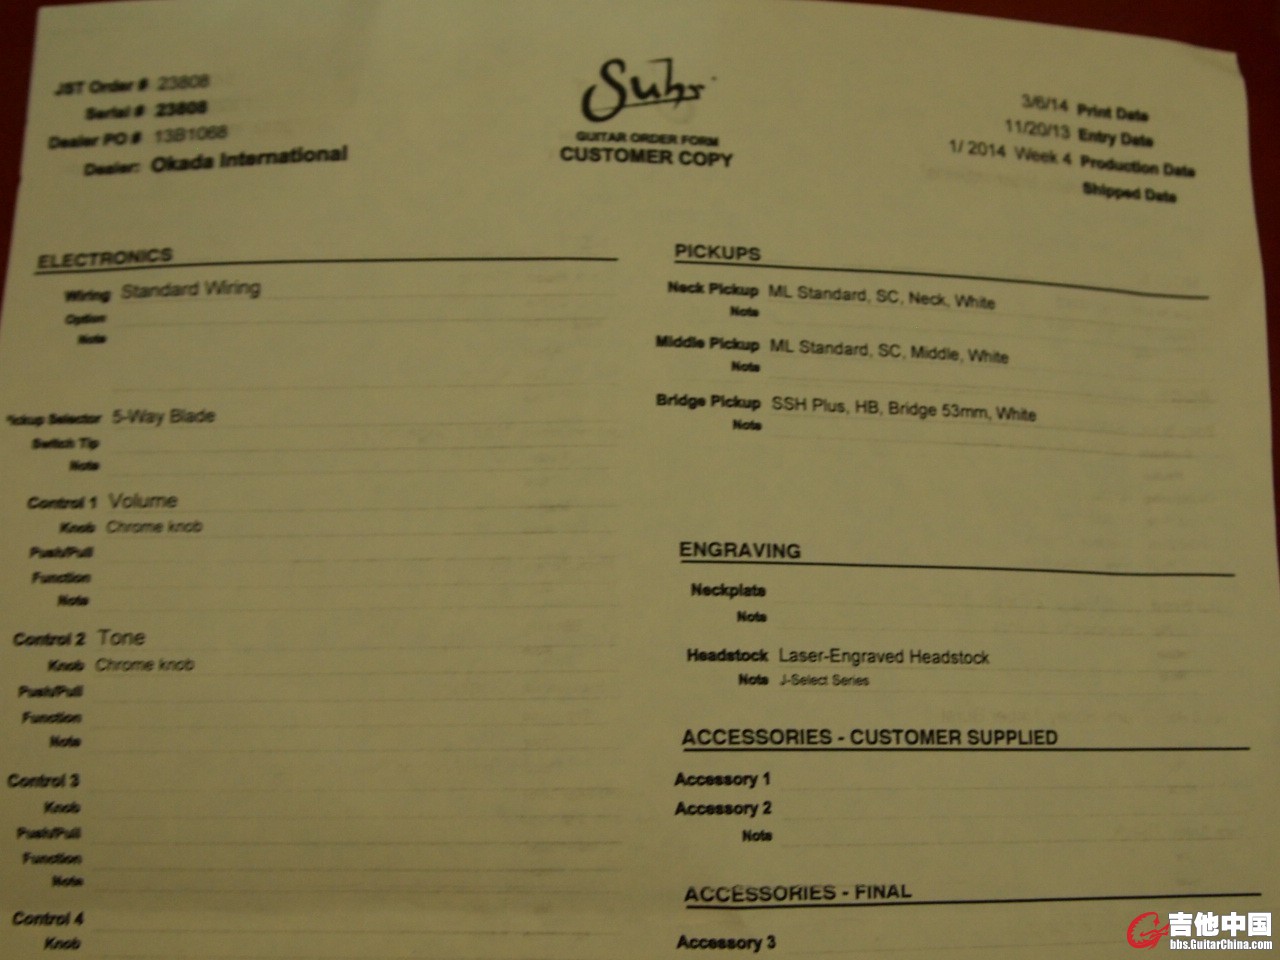 JST Order # 23808
Serial # 23808
Dealer PO # 13B1068
Dealer: Okada International
Suhr
GUITAR ORDER FORM
CUSTOMER COPY
3/6/14 Print Date
11/20/13 Entry Date
1/ 2014 Week 4 Production Date
Shipped Date
ELECTRONICS
Wiring Standard Wiring
Option
Note
Pickup Selector 5-Way Blade
Switch Tip
Note
Control 1 Volume
Knob Chrome knob
Push/Pull
Function
Note
Control 2 Tone
Knob Chrome knob
Push/Pull
Function
Note
Control 3
Knob
Push/Pull
Function
Note
Control 4
Knob
PICKUPS
Neck Pickup ML Standard, SC, Neck, White
Note
Middle Pickup ML Standard, SC, Middle, White
Note
Bridge Pickup SSH Plus, HB, Bridge 53mm, White
Note
ENGRAVING
Neckplate
Note
Headstock Laser-Engraved Headstock
Note J-Select Series
ACCESSORIES - CUSTOMER SUPPLIED
Accessory 1
Accessory 2
Note
ACCESSORIES - FINAL
Accessory 3
吉他中国
bbs.GuitarChina.com